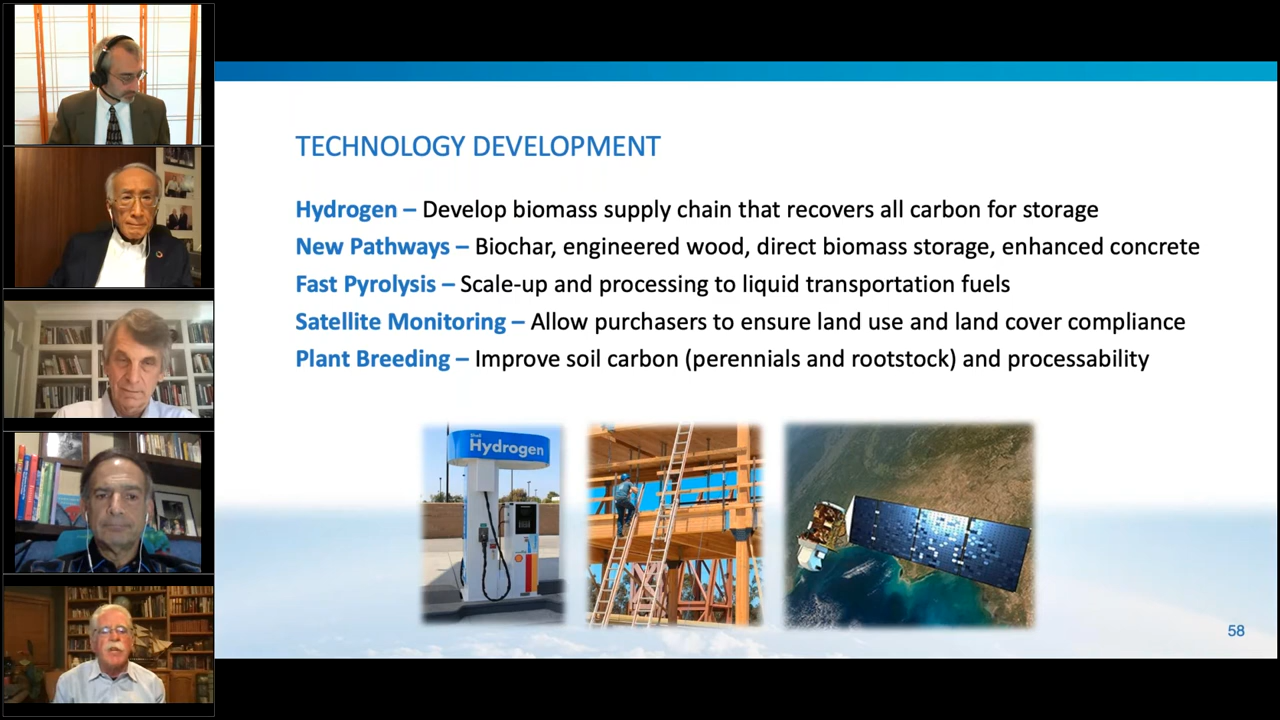 TECHNOLOGY DEVELOPMENT
Hydrogen – Develop biomass supply chain that recovers all carbon for storage
New Pathways – Biochar, engineered wood, direct biomass storage, enhanced concrete
Fast Pyrolysis – Scale-up and processing to liquid transportation fuels
Satellite Monitoring – Allow purchasers to ensure land use and land cover compliance
Plant Breeding – Improve soil carbon (perennials and rootstock) and processability
Shell
Hydrogen
58